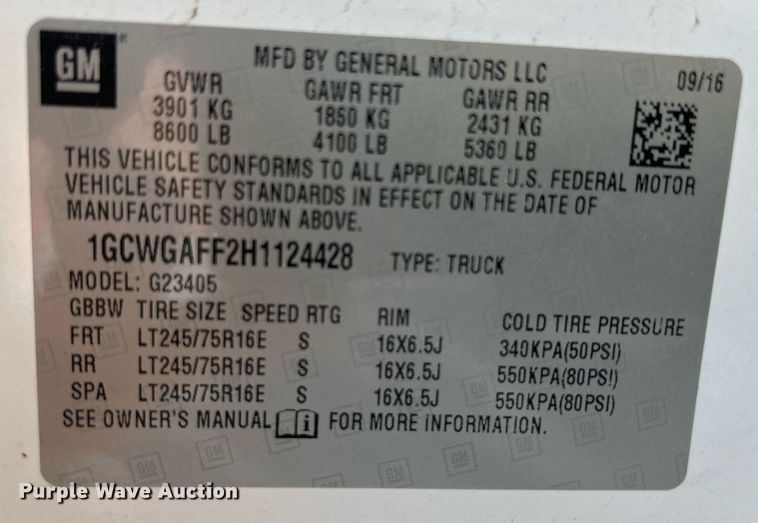 GM
MFD BY GENERAL MOTORS LLC
09/16
GVWR GAWR FRT GAWR RR
3901 KG 1850 KG 2431 KG
8600 LB 4100 LB 5360 LB
THIS VEHICLE CONFORMS TO ALL APPLICABLE U.S. FEDERAL MOTOR
VEHICLE SAFETY STANDARDS IN EFFECT ON THE DATE OF
MANUFACTURE SHOWN ABOVE.
1GCWGAFF2H1124428 TYPE: TRUCK
MODEL: G23405
GBBW TIRE SIZE SPEED RTG RIM COLD TIRE PRESSURE
FRT LT245/75R16E S 16X6.5J 340KPA(50PSI)
RR LT245/75R16E S 16X6.5J 550KPA(80PSI)
SPA LT245/75R16E S 16X6.5J 550KPA(80PSI)
SEE OWNER'S MANUAL FOR MORE INFORMATION.
Purple Wave Auction